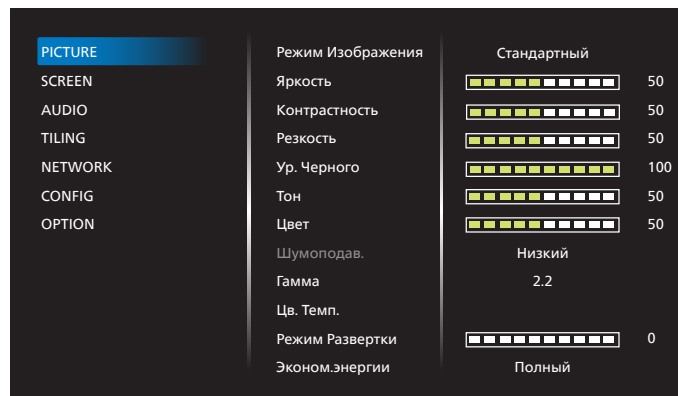 PICTURE Режим Изображения Стандартный
SCREEN Яркость 50
AUDIO Контрастность 50
TILING Резкость 50
NETWORK Ур. Черного 100
CONFIG Тон 50
OPTION Цвет 50
Шумоподав. Низкий
Гамма 2.2
Цв. Темп.
Режим Развертки 0
Эконом.энергии Полный